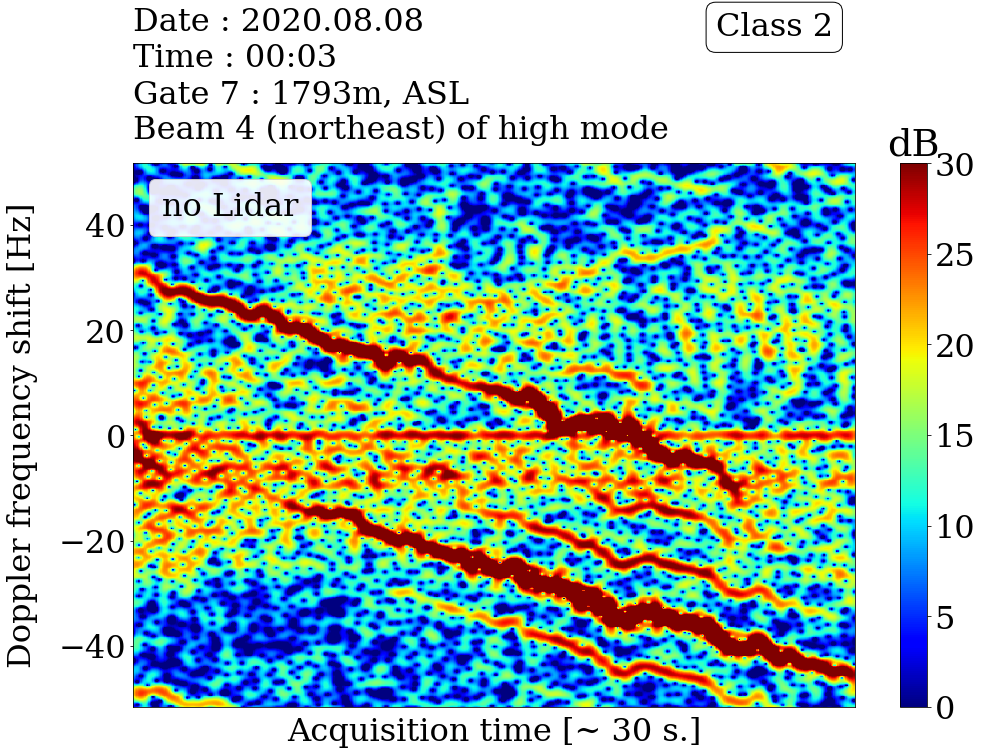 Date : 2020.08.08
Time : 00:03
Gate 7 : 1793m, ASL
Beam 4 (northeast) of high mode
Class 2
dB
no Lidar
Doppler frequency shift [Hz]
40
20
0
−20
−40
Acquisition time [~ 30 s.]
30
25
20
15
10
5
0